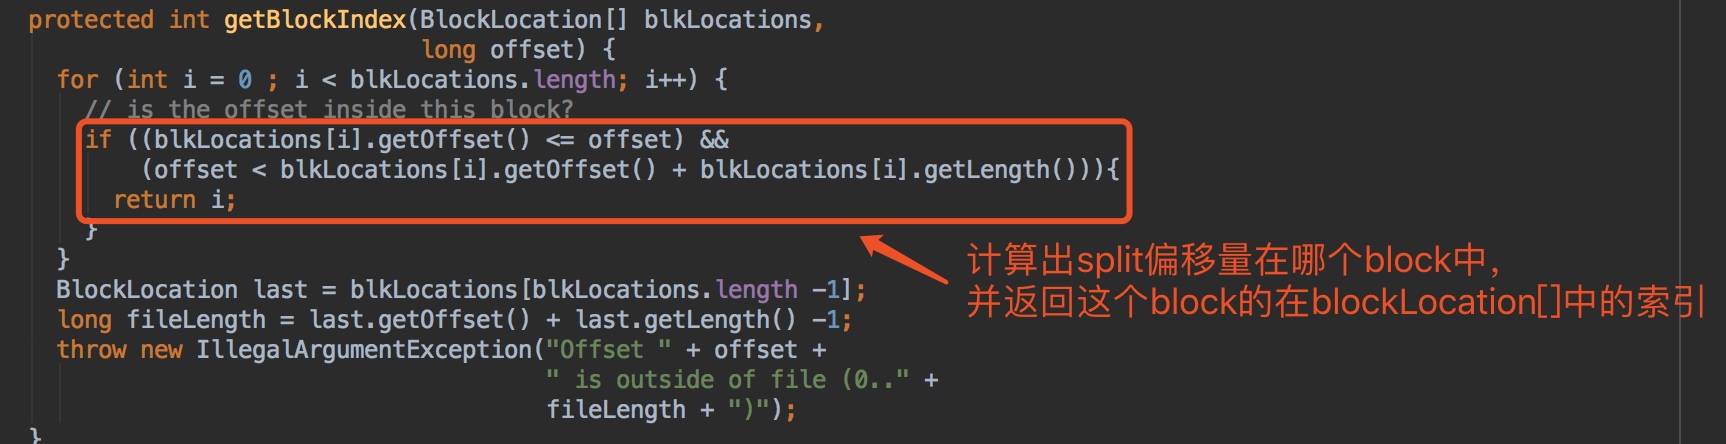 protected int getBlockIndex(BlockLocation[] blkLocations,
long offset) {
for (int i = 0 ; i < blkLocations.length; i++) {
// is the offset inside this block?
if ((blkLocations[i].getOffset() <= offset) &&
(offset < blkLocations[i].getOffset() + blkLocations[i].getLength())){
return i;
}
}
计算出split偏移量在哪个block中，
并返回这个block的在blockLocation[]中的索引
BlockLocation last = blkLocations[blkLocations.length -1];
long fileLength = last.getOffset() + last.getLength() -1;
throw new IllegalArgumentException("Offset " + offset +
" is outside of file (0.." +
fileLength + ")");
}